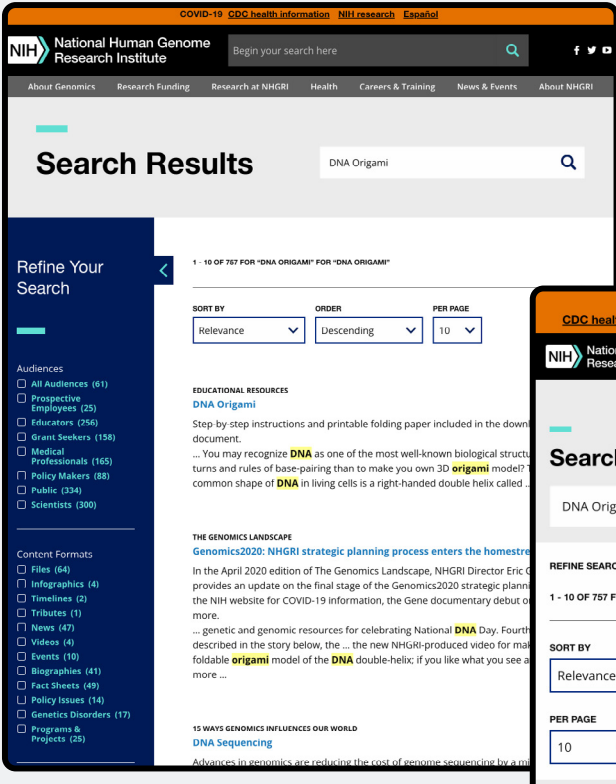 COVID-19 CDC health information NIH research Español
NIH National Human Genome
Research Institute
Begin your search here
About Genomics Research Funding Research at NHGRI Health Careers & Training News & Events About NHGRI
Search Results
DNA Origami
Refine Your
Search
Audiences
All Audiences (61)
Prospective
Employees (25)
Educators (256)
Grant Seekers (158)
Medical
Professionals (165)
Policy Makers (88)
Public (334)
Scientists (300)
Content Formats
Files (64)
Infographics (4)
Timelines (2)
Tributes (1)
News (47)
Videos (4)
Events (10)
Biographies (41)
Fact Sheets (49)
Policy Issues (14)
Genetics Disorders (17)
Programs &
Projects (25)
1 - 10 OF 767 FOR “DNA ORIGAMI” FOR “DNA ORIGAMI”
SORT BY ORDER PER PAGE
Relevance Descending 10
EDUCATIONAL RESOURCES
DNA Origami
Step-by-step instructions and printable folding paper included in the downl
document.
... You may recognize DNA as one of the most well-known biological structu
turns and rules of base-pairing than to make you own 3D origami model? T
common shape of DNA in living cells is a right-handed double helix called ..
THE GENOMICS LANDSCAPE
Genomics2020: NHGRI strategic planning process enters the homestre
In the April 2020 edition of The Genomics Landscape, NHGRI Director Eric G
provides an update on the final stage of the Genomics2020 strategic planni
the NIH website for COVID-19 information, the Gene documentary debut o
more.
... genetic and genomic resources for celebrating National DNA Day. Fourth
described in the story below, the ... the new NHGRI-produced video for mak
foldable origami model of the DNA double-helix; if you like what you see a
more ...
15 WAYS GENOMICS INFLUENCES OUR WORLD
DNA Sequencing
Advances in genomics are reducing the cost of genome sequencing by a mi
CDC healt
NIH Nation
Resea
Search
DNA Orig
REFINE SEARC
1 - 10 OF 757 F
SORT BY
Relevance
PER PAGE
10